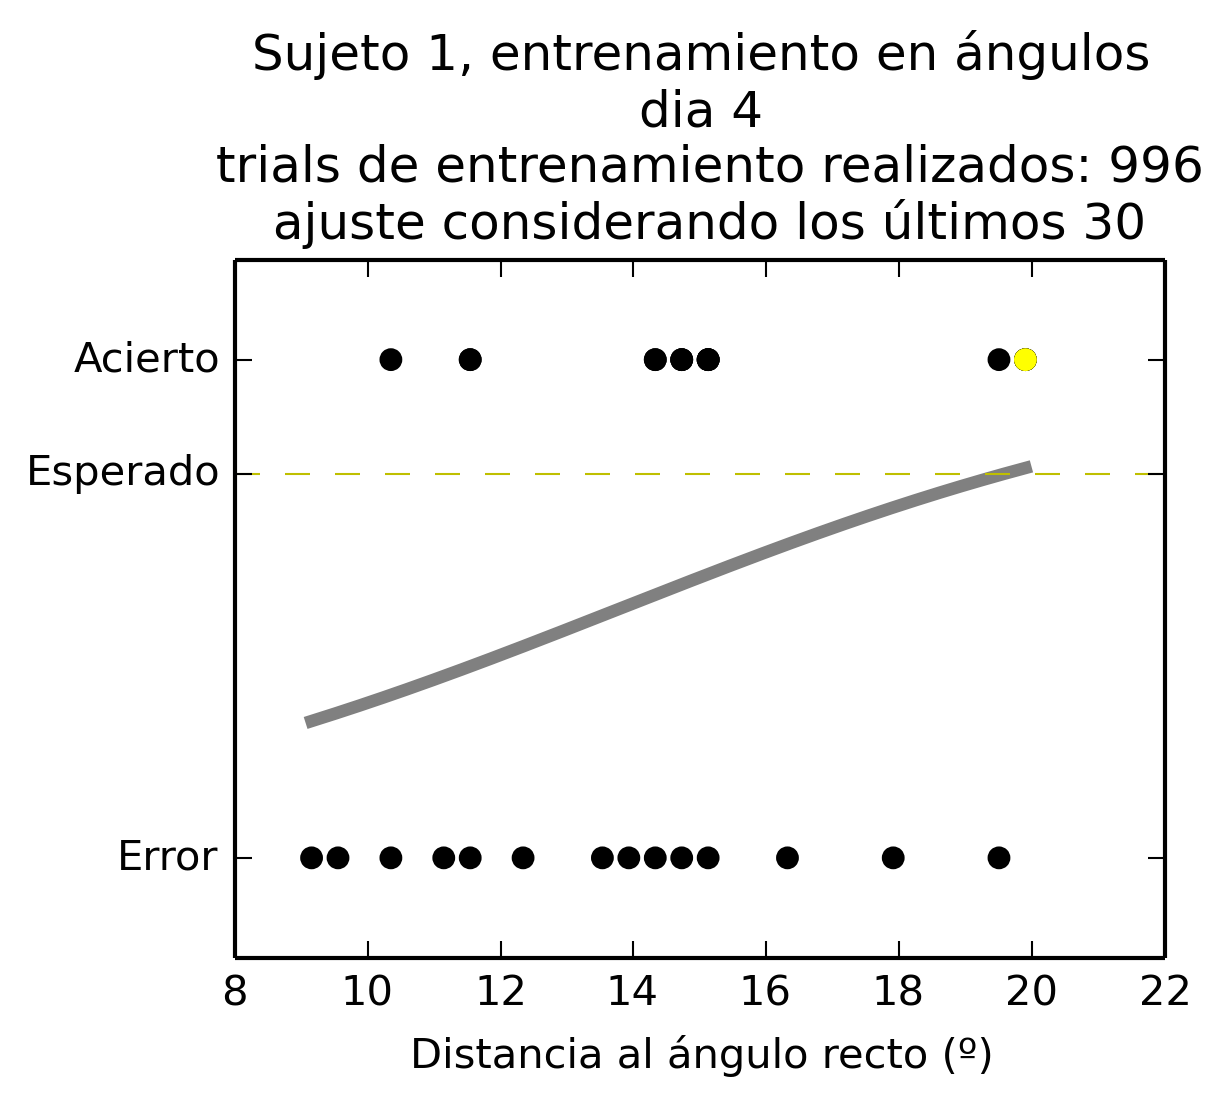 Sujeto 1, entrenamiento en ángulos
dia 4
trials de entrenamiento realizados: 996
ajuste considerando los últimos 30
Acierto
Esperado
Error
8 10 12 14 16 18 20 22
Distancia al ángulo recto (º)